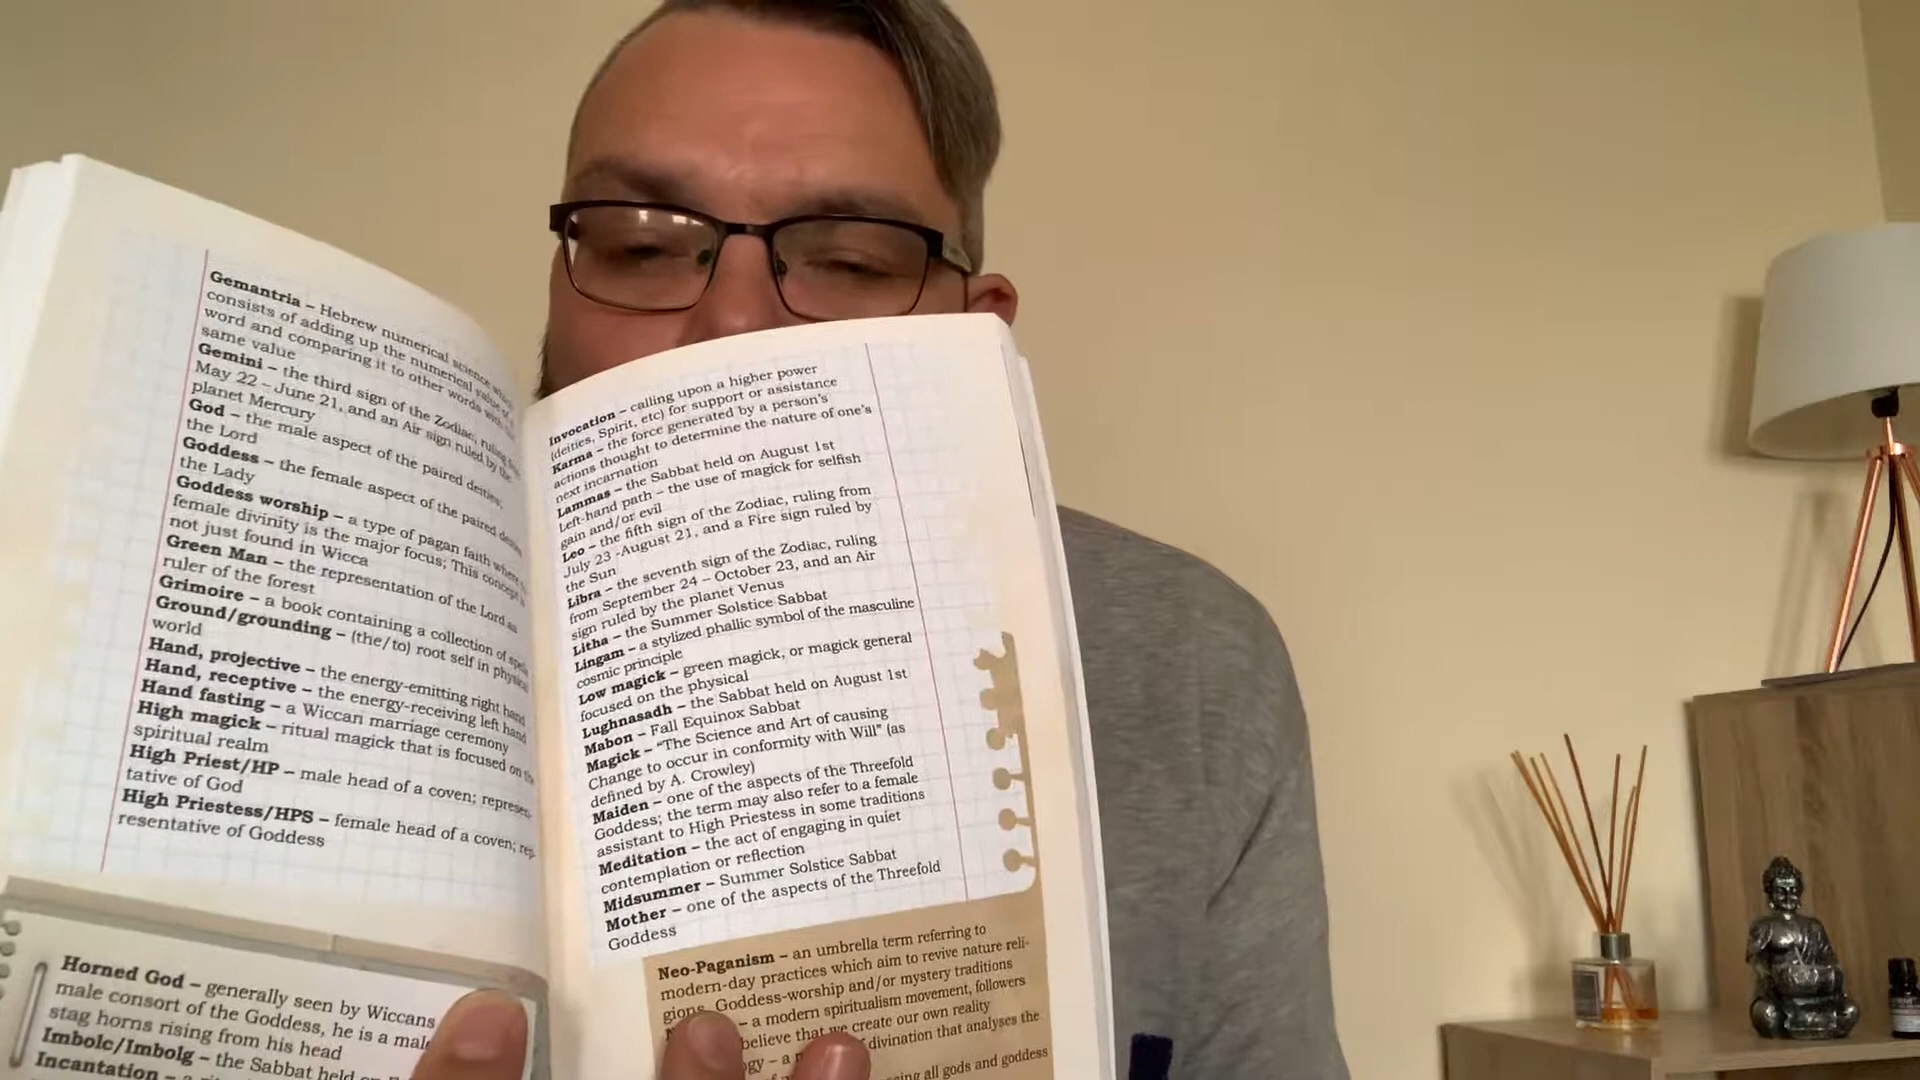 Gemantria – Hebrew numerical science
consists of adding up the numerical value of
word and comparing it to other words with the
same value
Gemini – the third sign of the Zodiac, ruling from
May 22 – June 21, and an Air sign ruled by the
planet Mercury
God – the male aspect of the paired deities;
the Lord
Goddess – the female aspect of the paired
the Lady
Goddess worship – a type of pagan faith where
female divinity is the major focus; This concept is
not just found in Wicca
Green Man – the representation of the Lord as
ruler of the forest
Grimoire – a book containing a collection of
Ground/grounding – (the/to) root self in physical
world
Hand, projective – the energy-emitting right hand
Hand, receptive – the energy-receiving left hand
Hand fasting – a Wiccan marriage ceremony
High magick – ritual magick that is focused on the
spiritual realm
High Priest/HP – male head of a coven; represen-
tative of God
High Priestess/HPS – female head of a coven; rep-
resentative of Goddess
Horned God – generally seen by Wiccans
male consort of the Goddess, he is a male
stag horns rising from his head
Imbolc/Imbolg – the Sabbat held on
Incantation –
Invocation – calling upon a higher power
(deities, Spirit, etc) for support or assistance
Karma – the force generated by a person's
actions thought to determine the nature of one's
next incarnation
Lammas – the Sabbat held on August 1st
Left-hand path – the use of magick for selfish
gain and/or evil
Leo – the fifth sign of the Zodiac, ruling from
July 23 -August 21, and a Fire sign ruled by
the Sun
Libra – the seventh sign of the Zodiac, ruling
from September 24 – October 23, and an Air
sign ruled by the planet Venus
Litha – the Summer Solstice Sabbat
Lingam – a stylized phallic symbol of the masculine
cosmic principle
Low magick – green magick, or magick general
focused on the physical
Lughnasadh – the Sabbat held on August 1st
Mabon – Fall Equinox Sabbat
Magick – "The Science and Art of causing
Change to occur in conformity with Will" (as
defined by A. Crowley)
Maiden – one of the aspects of the Threefold
Goddess; the term may also refer to a female
assistant to High Priestess in some traditions
Meditation – the act of engaging in quiet
contemplation or reflection
Midsummer – Summer Solstice Sabbat
Mother – one of the aspects of the Threefold
Goddess
Neo-Paganism – an umbrella term referring to
modern-day practices which aim to revive nature reli-
gions, Goddess-worship and/or mystery traditions
– a modern spiritualism movement, followers
believe that we create our own reality
divination that analyses the
all gods and goddess